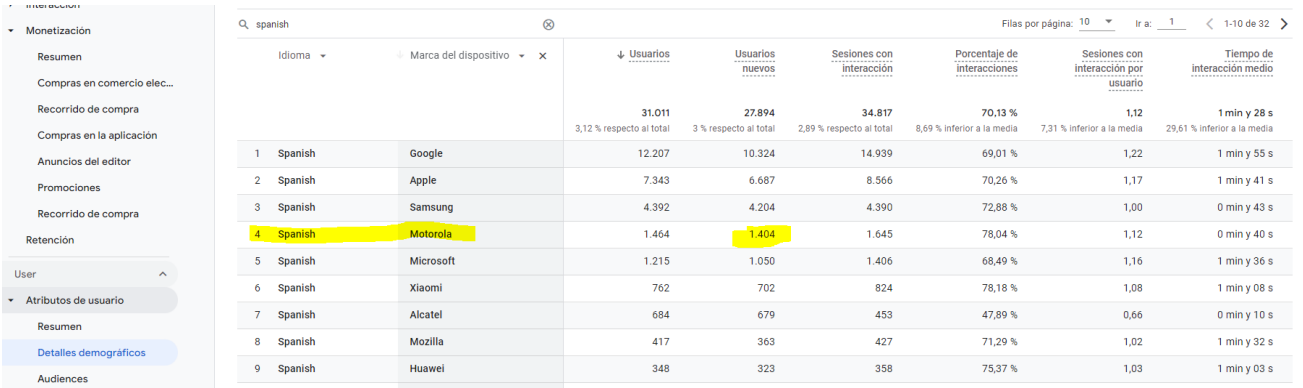 Interacción
Monetización
Resumen
Compras en comercio elec...
Recorrido de compra
Compras en la aplicación
Anuncios del editor
Promociones
Recorrido de compra
Retención
User
Atributos de usuario
Resumen
Detalles demográficos
Audiences
spanish
Filas por página: 10 Ir a: 1 1-10 de 32
Idioma Marca del dispositivo Usuarios Usuarios nuevos Sesiones con interacción Porcentaje de interacciones Sesiones con interacción por usuario Tiempo de interacción medio
31.011 27.894 34.817 70,13 % 1,12 1 min y 28 s
3,12 % respecto al total 3 % respecto al total 2,89 % respecto al total 8,69 % inferior a la media 7,31 % inferior a la media 29,61 % inferior a la media
1 Spanish Google 12.207 10.324 14.939 69,01 % 1,22 1 min y 55 s
2 Spanish Apple 7.343 6.687 8.566 70,26 % 1,17 1 min y 41 s
3 Spanish Samsung 4.392 4.204 4.390 72,88 % 1,00 0 min y 43 s
4 Spanish Motorola 1.464 1.404 1.645 78,04 % 1,12 0 min y 40 s
5 Spanish Microsoft 1.215 1.050 1.406 68,49 % 1,16 1 min y 36 s
6 Spanish Xiaomi 762 702 824 78,18 % 1,08 1 min y 08 s
7 Spanish Alcatel 684 679 453 47,89 % 0,66 0 min y 10 s
8 Spanish Mozilla 417 363 427 71,29 % 1,02 1 min y 32 s
9 Spanish Huawei 348 323 358 75,37 % 1,03 1 min y 03 s